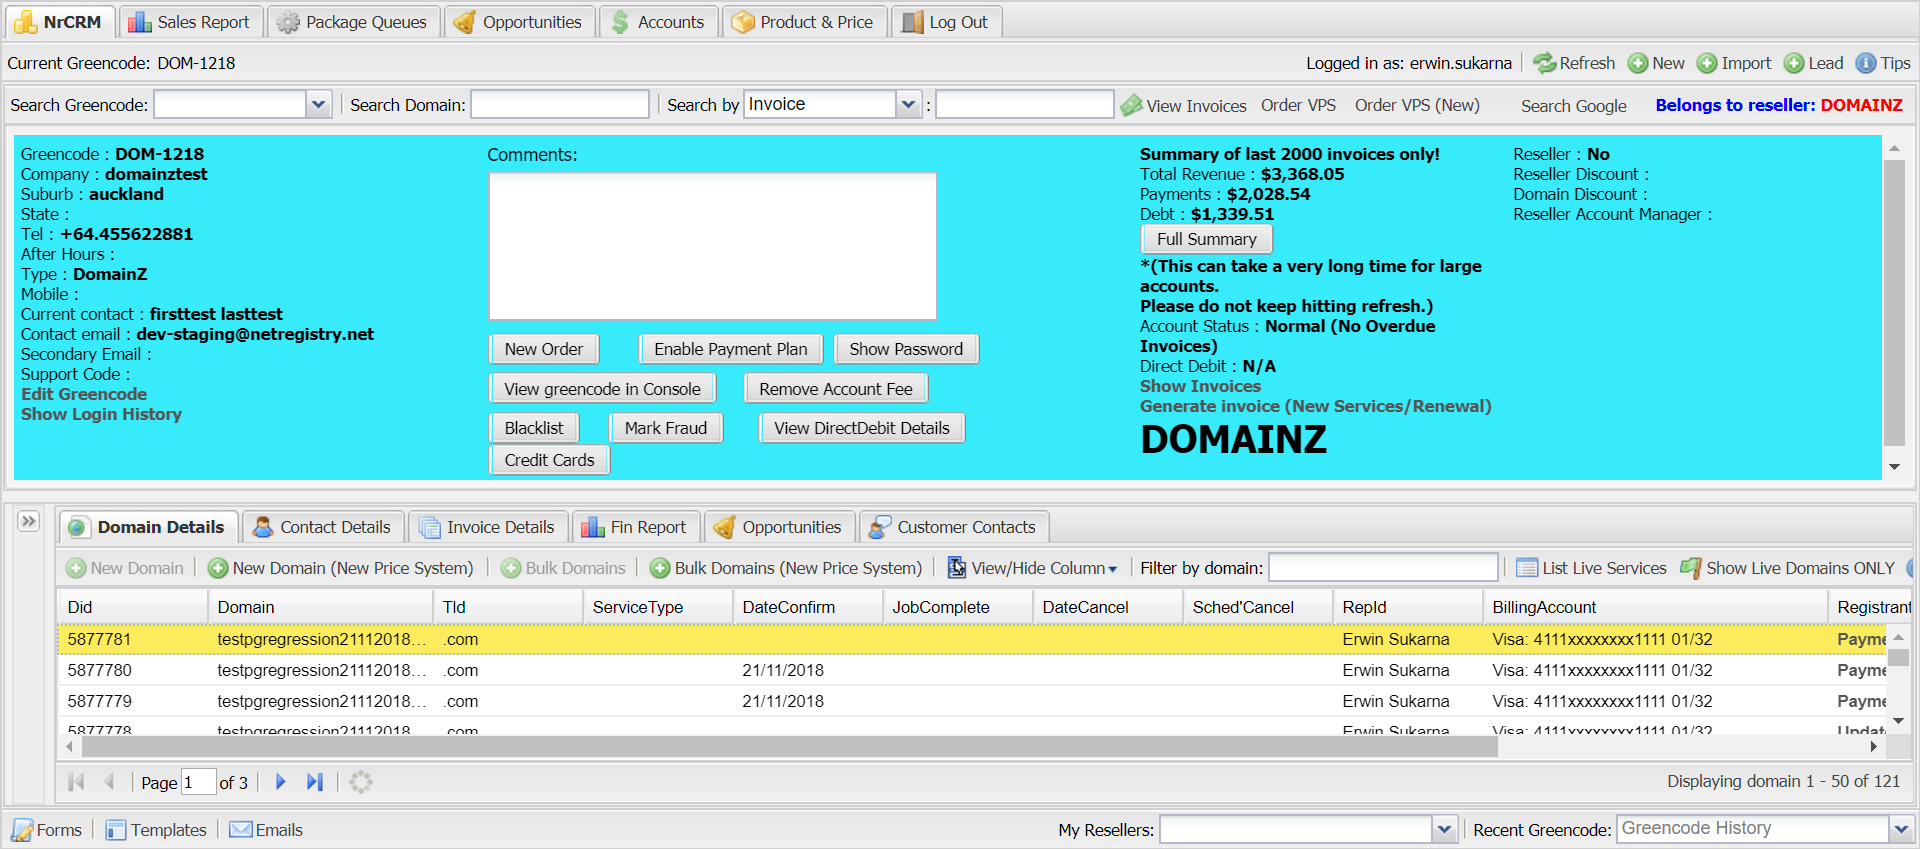 NrCRM Sales Report Package Queues Opportunities Accounts Product & Price Log Out
Current Greencode: DOM-1218 Logged in as: erwin.sukarna Refresh New Import Lead Tips
Search Greencode: Search Domain: Search by Invoice : View Invoices Order VPS Order VPS (New) Search Google Belongs to reseller: DOMAINZ
Greencode : DOM-1218
Company : domainztest
Suburb : auckland
State :
Tel : +64.455622881
After Hours :
Type : DomainZ
Mobile :
Current contact : firsttest lasttest
Contact email : dev-staging@netregistry.net
Secondary Email :
Support Code :
Edit Greencode
Show Login History
Comments:
New Order Enable Payment Plan Show Password
View greencode in Console Remove Account Fee
Blacklist Mark Fraud View DirectDebit Details
Credit Cards
Summary of last 2000 invoices only!
Total Revenue : $3,368.05
Payments : $2,028.54
Debt : $1,339.51
Full Summary
*(This can take a very long time for large
accounts.
Please do not keep hitting refresh.)
Account Status : Normal (No Overdue
Invoices)
Direct Debit : N/A
Show Invoices
Generate invoice (New Services/Renewal)
DOMAINZ
Reseller : No
Reseller Discount :
Domain Discount :
Reseller Account Manager :
Domain Details Contact Details Invoice Details Fin Report Opportunities Customer Contacts
New Domain New Domain (New Price System) Bulk Domains Bulk Domains (New Price System) View/Hide Column Filter by domain: List Live Services Show Live Domains ONLY
Did Domain Tld ServiceType DateConfirm JobComplete DateCancel Sched'Cancel RepId BillingAccount Registrant
5877781 testpgregression21112018... .com Erwin Sukarna Visa: 4111xxxxxxxx1111 01/32 Payme
5877780 testpgregression21112018... .com 21/11/2018 Erwin Sukarna Visa: 4111xxxxxxxx1111 01/32 Payme
5877779 testpgregression21112018... .com 21/11/2018 Erwin Sukarna Visa: 4111xxxxxxxx1111 01/32 Payme
5877778 testpgregression21112018... .com Erwin Sukarna Visa: 4111xxxxxxxx1111 01/32 Updat
Page 1 of 3 Displaying domain 1 - 50 of 121
Forms Templates Emails My Resellers: Recent Greencode: Greencode History